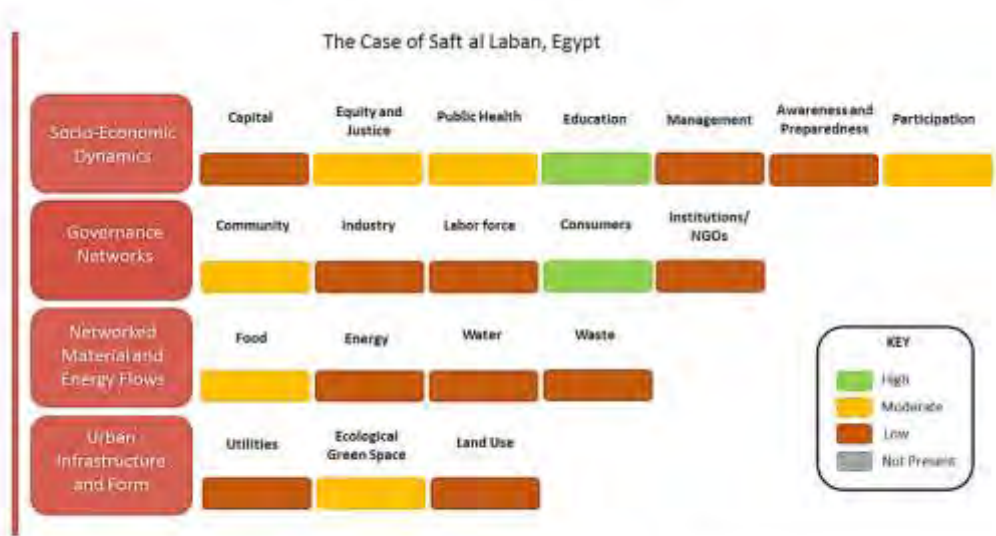 The Case of Saft al Laban, Egypt
Socio-Economic
Dynamics
Capital
Equity and
Justice
Public Health
Education
Management
Awareness and
Preparedness
Participation
Governance
Networks
Community
Industry
Labor force
Consumers
Institutions/
NGOs
Networked
Material and
Energy Flows
Food
Energy
Water
Waste
Urban
Infrastructure
and Form
Utilities
Ecological
Green Space
Land Use
KEY
High
Moderate
Low
Not Present